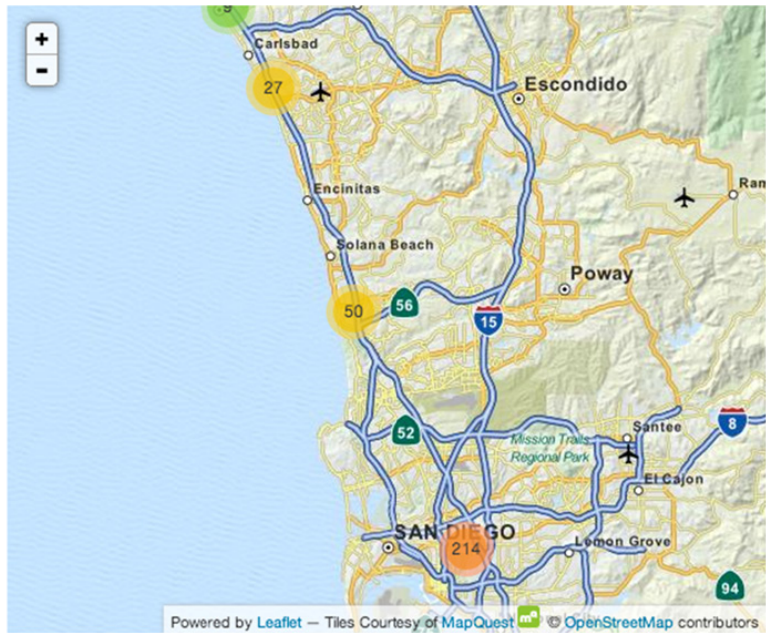 9
+
-
Carlsbad
27
Escondido
Encinitas
Ram
Solana Beach
Poway
50
56
15
8
52
Santee
Mission Trails
Regional Park
El Cajon
SAN DIEGO
214
Lemon Grove
94
Powered by Leaflet — Tiles Courtesy of MapQuest © OpenStreetMap contributors